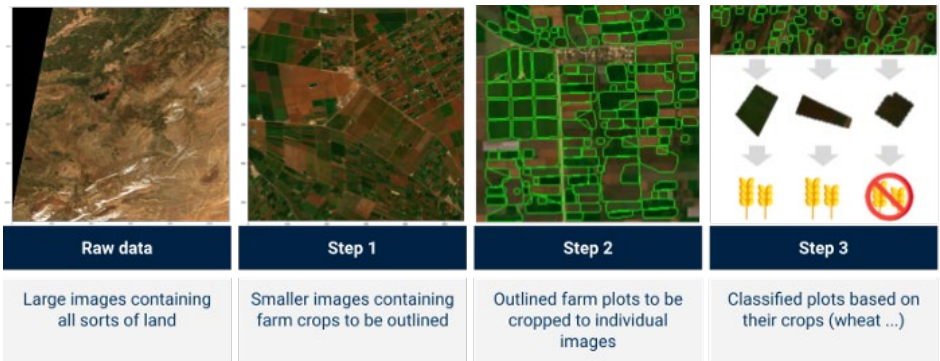 Raw data
Step 1
Step 2
Step 3
Large images containing
all sorts of land
Smaller images containing
farm crops to be outlined
Outlined farm plots to be
cropped to individual
images
Classified plots based on
their crops (wheat ...)